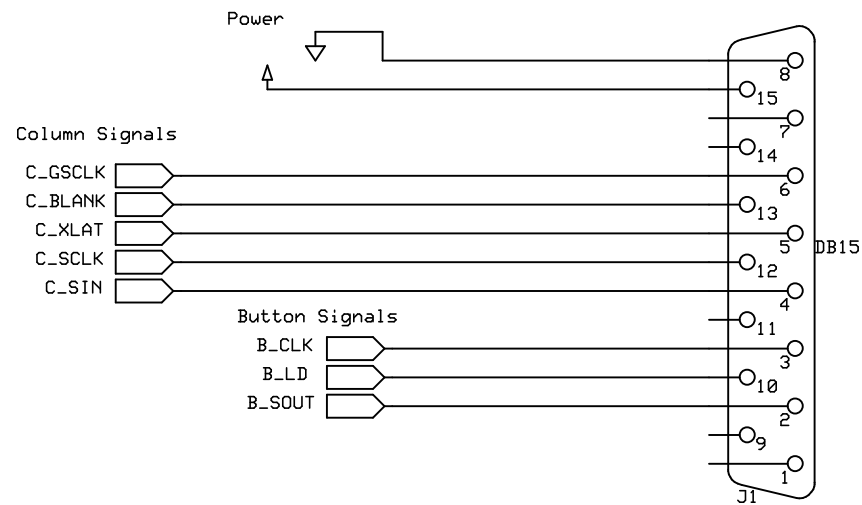 Power
8
15
7
Column Signals
14
C_GSCLK
6
C_BLANK
13
C_XLAT
5
DB15
C_SCLK
12
C_SIN
4
Button Signals
11
B_CLK
3
B_LD
10
B_SOUT
2
9
1
J1